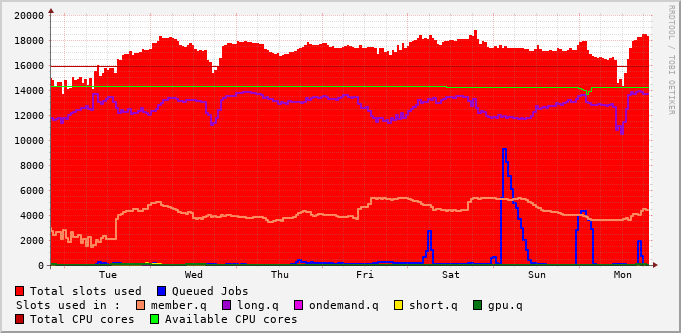 20000
18000
16000
14000
12000
10000
8000
6000
4000
2000
0
Tue Wed Thu Fri Sat Sun Mon
RRDTOOL / TOBI OETIKER
Total slots used Queued Jobs
Slots used in : member.q long.q ondemand.q short.q gpu.q
Total CPU cores Available CPU cores